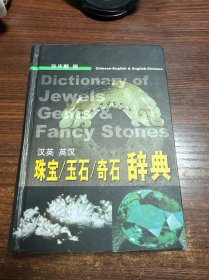 Chinese-English & English-Chinese
Dictionary of
Jewels
Gems &
Fancy Stones
汉英 英汉
珠宝/玉石/奇石 辞典